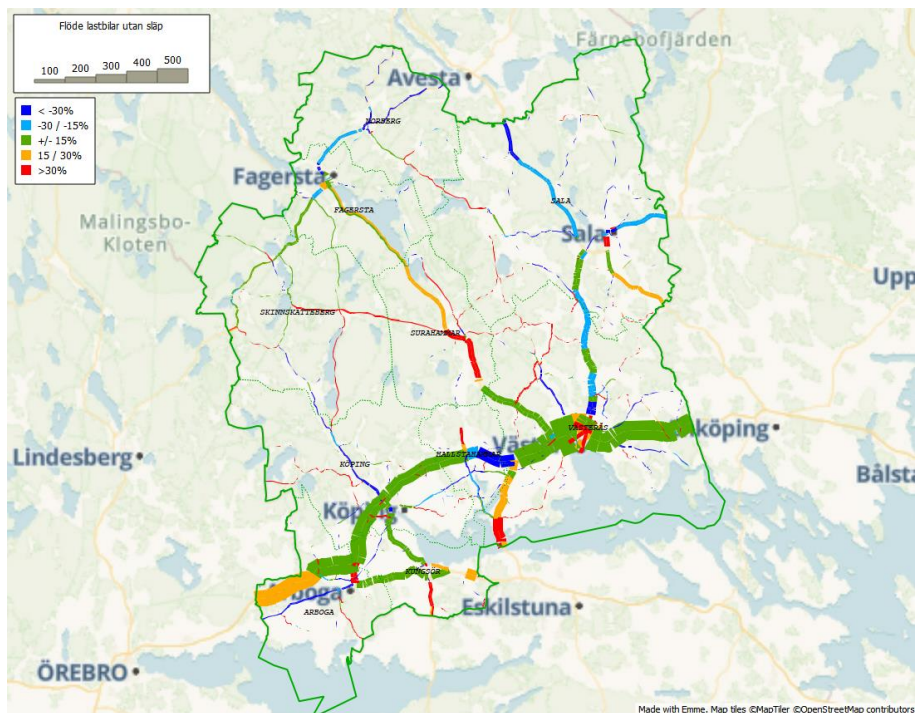 Flöde lastbilar utan släp
100 200 300 400 500
< -30%
-30 / -15%
+/- 15%
15 / 30%
>30%
Färnebofjärden
Avesta
NORBERG
Fagersta
FAGERSTA
SALA
Malingsbo-
Kloten
Sala
Upp
SKINNSKATTEBERG
SURAHAMMAR
VÄSTERÅS
köping
Väst
HALLSTAHAMMAR
Lindesberg
KÖPING
Bålsta
Köping
KUNGSÖR
boga
Eskilstuna
ARBOGA
ÖREBRO
Made with Emme. Map tiles ©MapTiler ©OpenStreetMap contributors